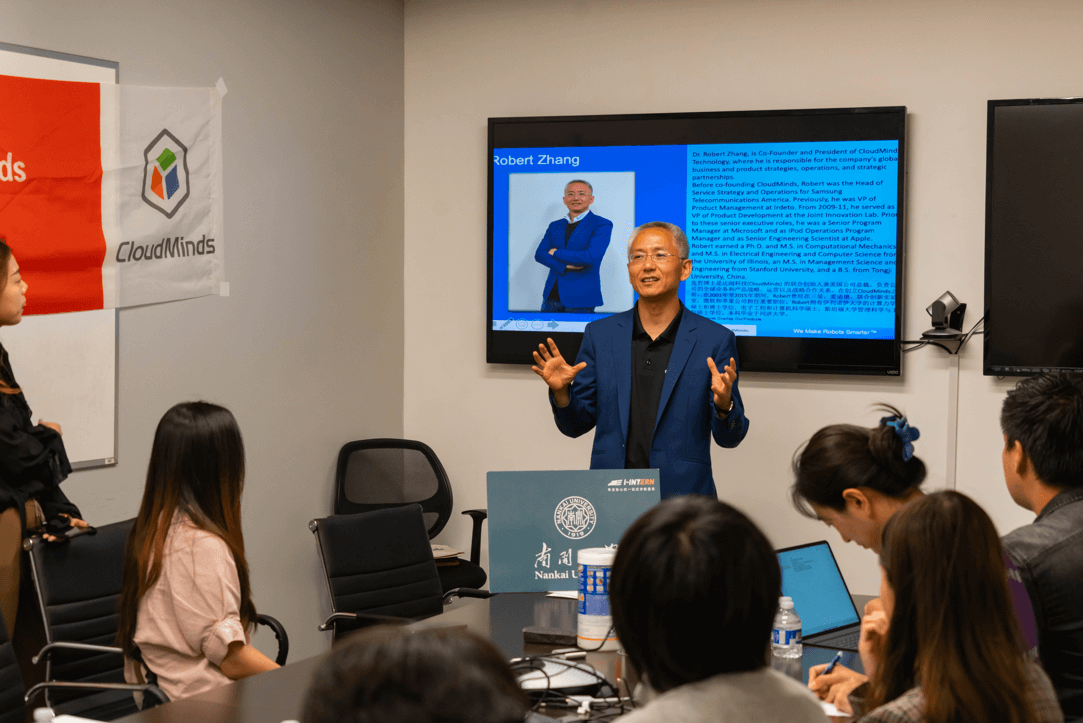 ds
CloudMinds
Robert Zhang
Dr. Robert Zhang, is Co-Founder and President of CloudMind
Technology, where he is responsible for the company's globa
business and product strategies, operations, and strategic
partnerships.
Before co-founding CloudMinds, Robert was the Head of
Service Strategy and Operations for Samsung
Telecommunications America. Previously, he was VP of
Product Management at Irdeto. From 2009-11, he served as
VP of Product Development at the Joint Innovation Lab. Prior
to these senior executive roles, he was a Senior Program
Manager at Microsoft and as iPod Operations Program
Manager and as Senior Engineering Scientist at Apple.
Robert earned a Ph.D. and M.S. in Computational Mechanics
and M.S. in Electrical Engineering and Computer Science from
the University of Illinois, an M.S. in Management Science and
Engineering from Stanford University, and a B.S. from Tongji
University, China.
We Make Robots Smarter™
I-INTERN
NANKAI UNIVERSITY
1919
南開
Nankai U